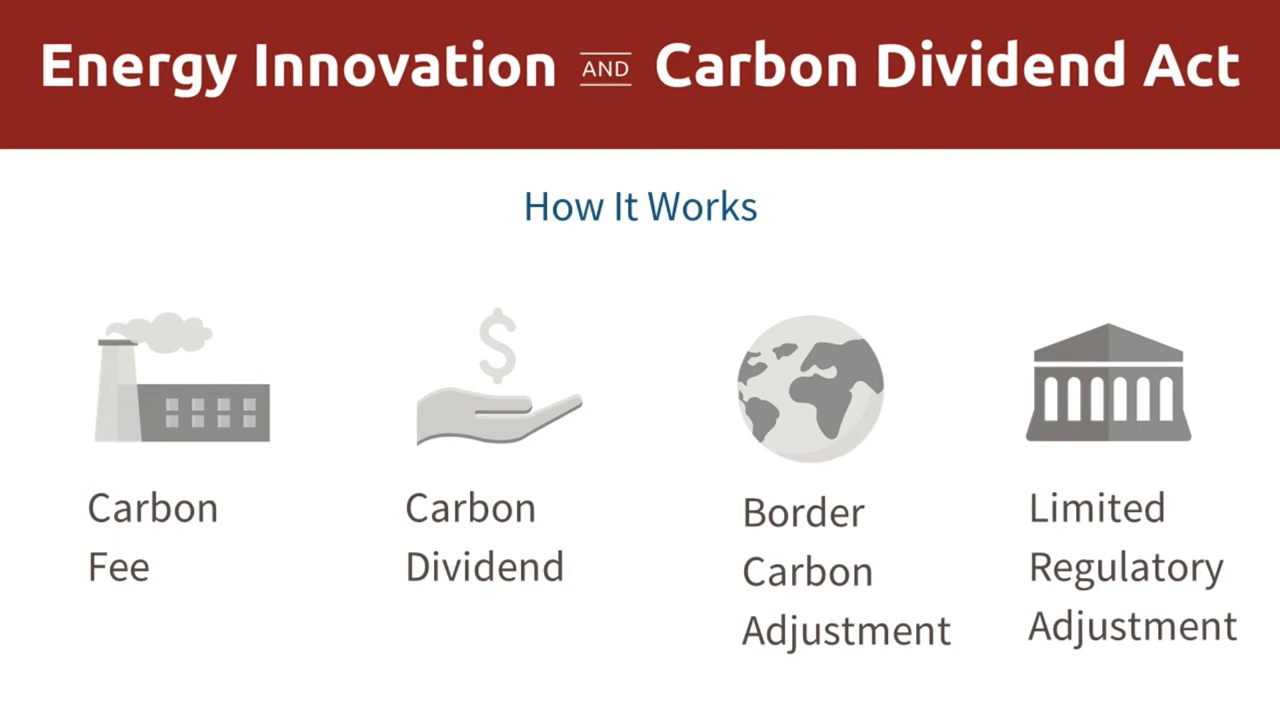 Energy Innovation AND Carbon Dividend Act
How It Works
$
Carbon
Fee
Carbon
Dividend
Border
Carbon
Adjustment
Limited
Regulatory
Adjustment